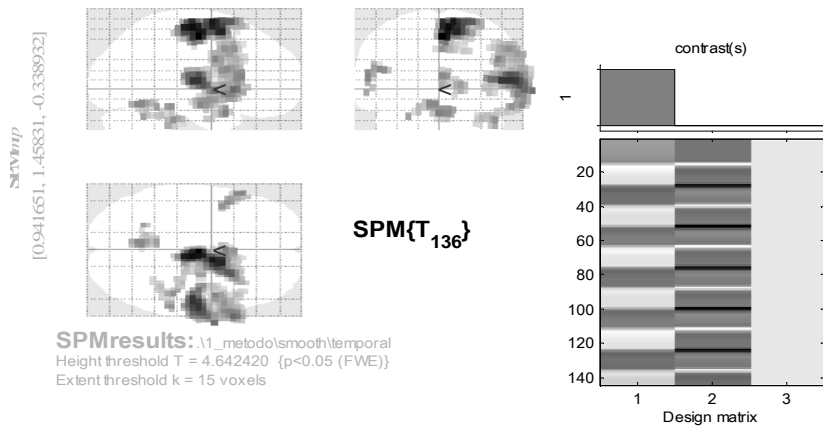 SPMmip
[0.941651, 1.45831, -0.338932]
<
<
<
SPM{T136}
SPMresults: .\1_metodo\smooth\temporal
Height threshold T = 4.642420 {p<0.05 (FWE)}
Extent threshold k = 15 voxels
contrast(s)
1
20
40
60
80
100
120
140
1 2 3
Design matrix